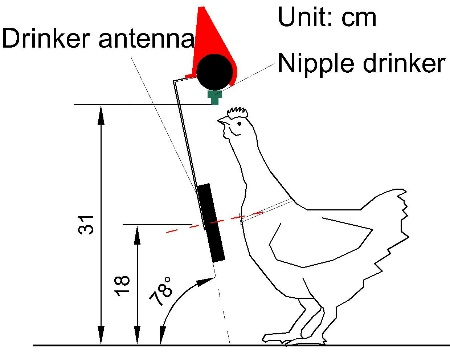 Unit: cm
Drinker antenna
Nipple drinker
31
18
78°